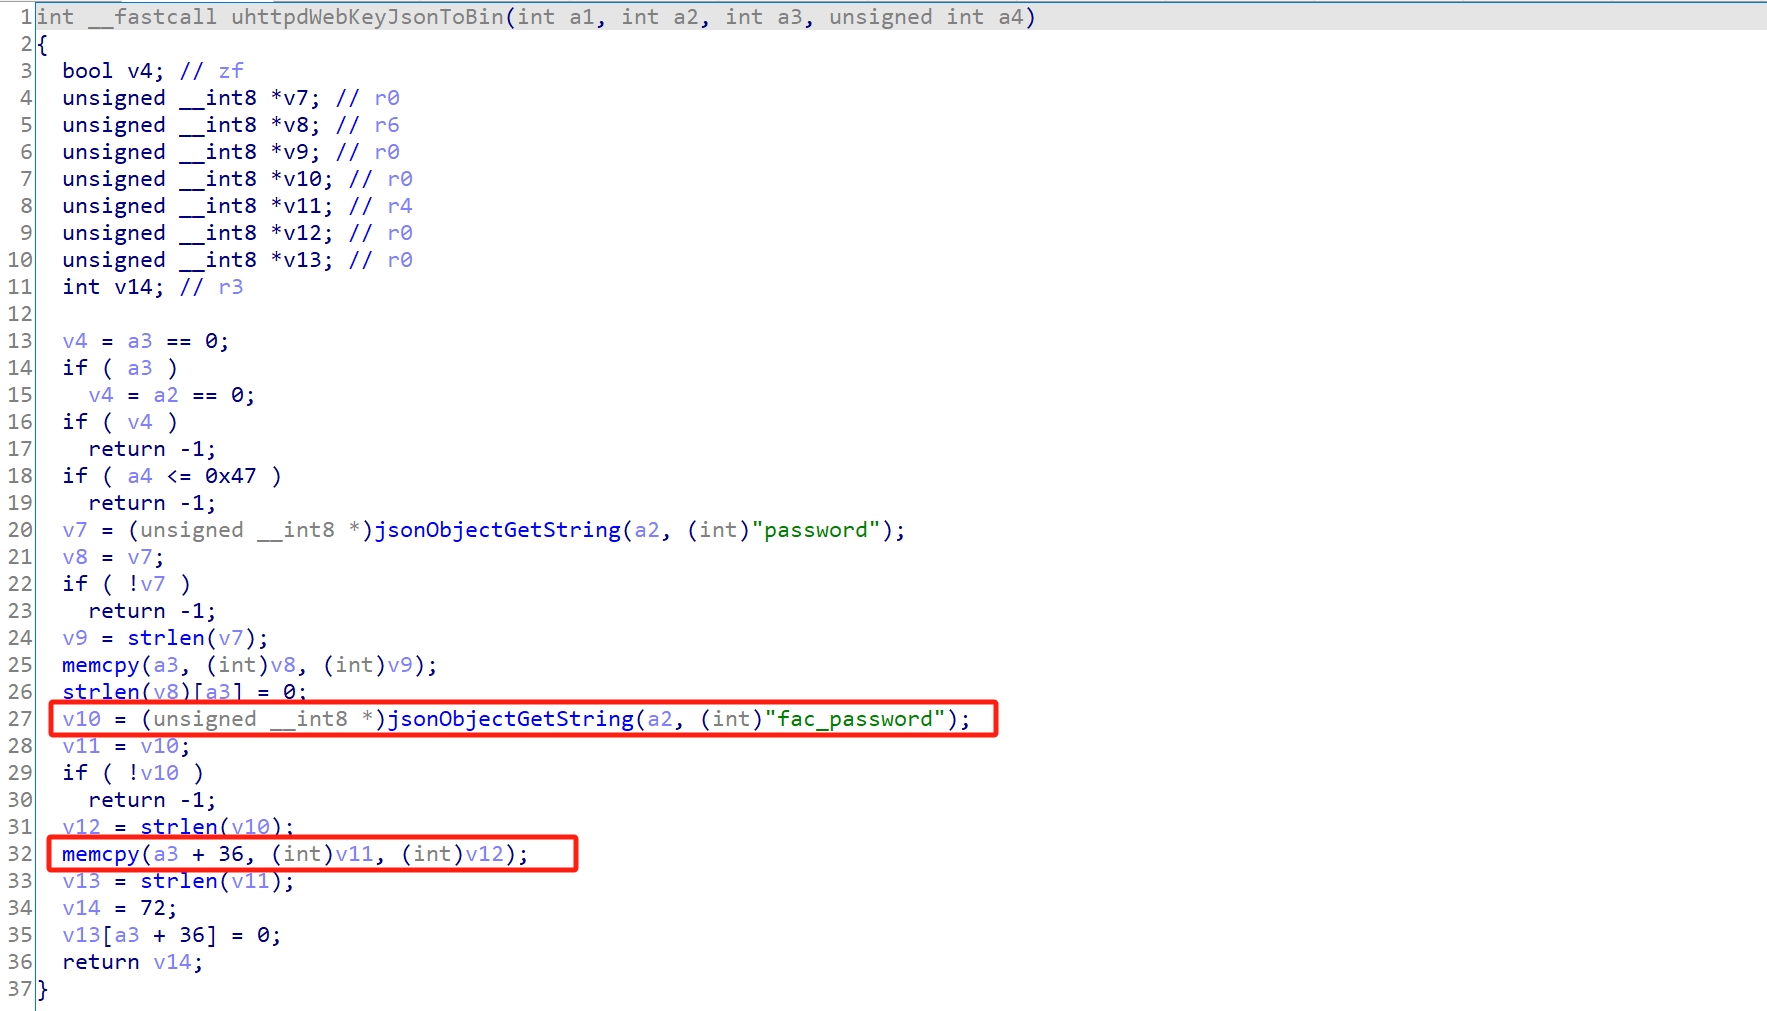 1 int __fastcall uhttpdWebKeyJsonToBin(int a1, int a2, int a3, unsigned int a4)
2 {
3   bool v4; // zf
4   unsigned __int8 *v7; // r0
5   unsigned __int8 *v8; // r6
6   unsigned __int8 *v9; // r0
7   unsigned __int8 *v10; // r0
8   unsigned __int8 *v11; // r4
9   unsigned __int8 *v12; // r0
10   unsigned __int8 *v13; // r0
11   int v14; // r3
12
13   v4 = a3 == 0;
14   if ( a3 )
15     v4 = a2 == 0;
16   if ( v4 )
17     return -1;
18   if ( a4 <= 0x47 )
19     return -1;
20   v7 = (unsigned __int8 *)jsonObjectGetString(a2, (int)"password");
21   v8 = v7;
22   if ( !v7 )
23     return -1;
24   v9 = strlen(v7);
25   memcpy(a3, (int)v8, (int)v9);
26   strlen(v8)[a3] = 0;
27   v10 = (unsigned __int8 *)jsonObjectGetString(a2, (int)"fac_password");
28   v11 = v10;
29   if ( !v10 )
30     return -1;
31   v12 = strlen(v10);
32   memcpy(a3 + 36, (int)v11, (int)v12);
33   v13 = strlen(v11);
34   v14 = 72;
35   v13[a3 + 36] = 0;
36   return v14;
37 }